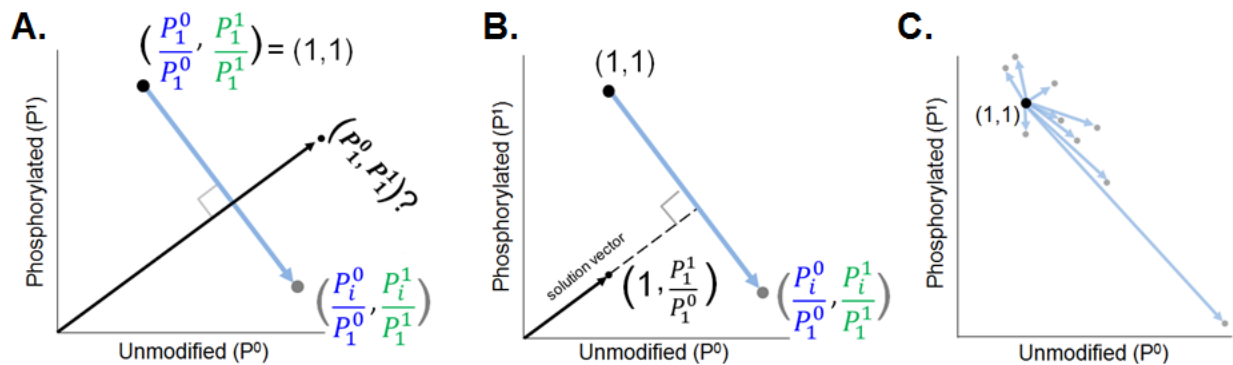 A.
(P₁⁰/P₁⁰, P₁¹/P₁¹) = (1,1)
Phosphorylated (P¹)
(P₁⁰, P₁¹)?
(Pᵢ⁰/P₁⁰, Pᵢ¹/P₁¹)
Unmodified (P⁰)
B.
(1,1)
Phosphorylated (P¹)
solution vector
(1, P₁¹/P₁⁰)
(Pᵢ⁰/P₁⁰, Pᵢ¹/P₁¹)
Unmodified (P⁰)
C.
(1,1)
Phosphorylated (P¹)
Unmodified (P⁰)